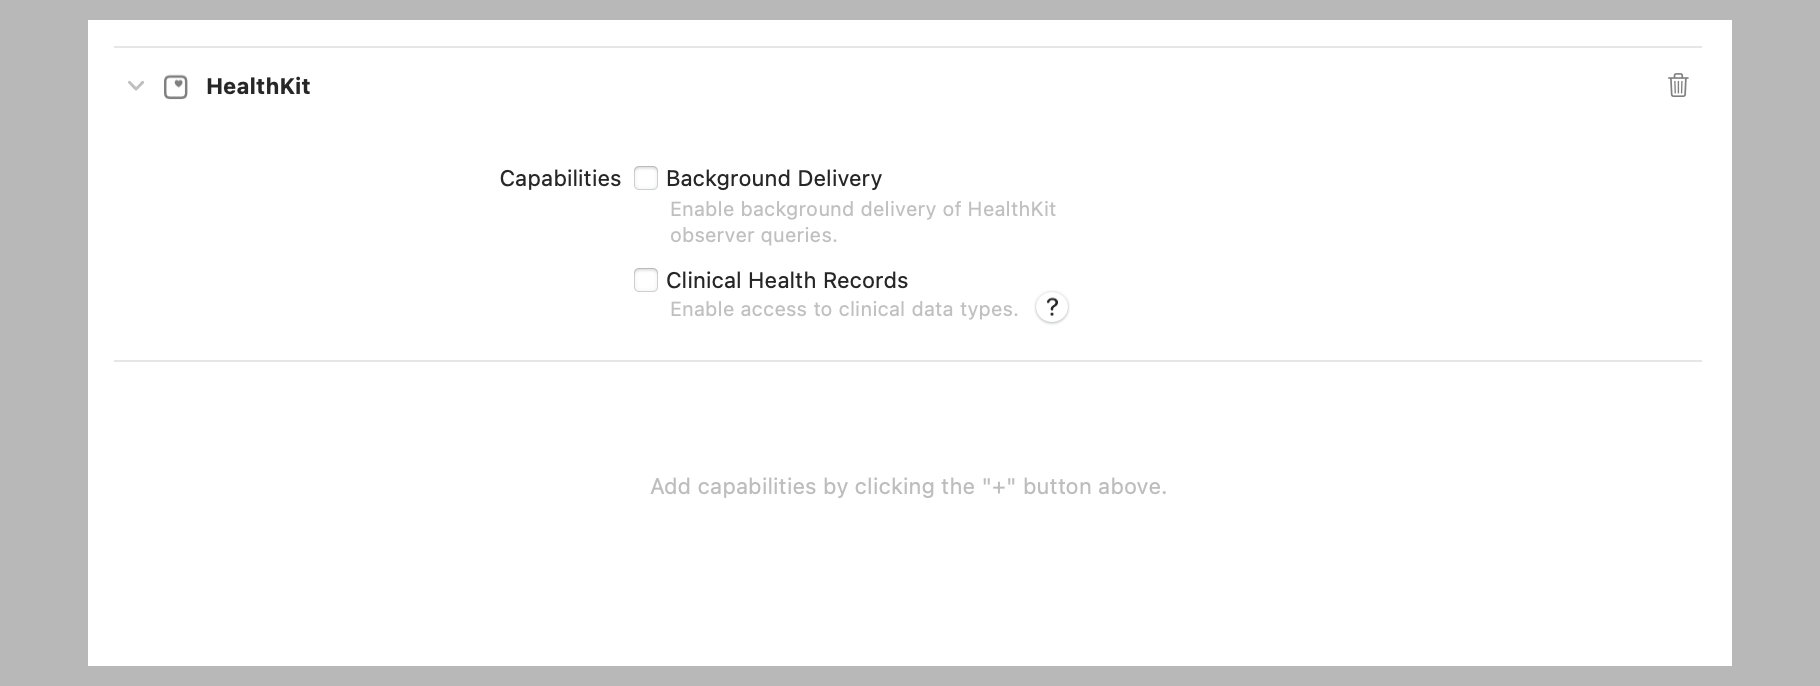 HealthKit
Capabilities Background Delivery
Enable background delivery of HealthKit
observer queries.
Clinical Health Records
Enable access to clinical data types. ?
Add capabilities by clicking the "+" button above.